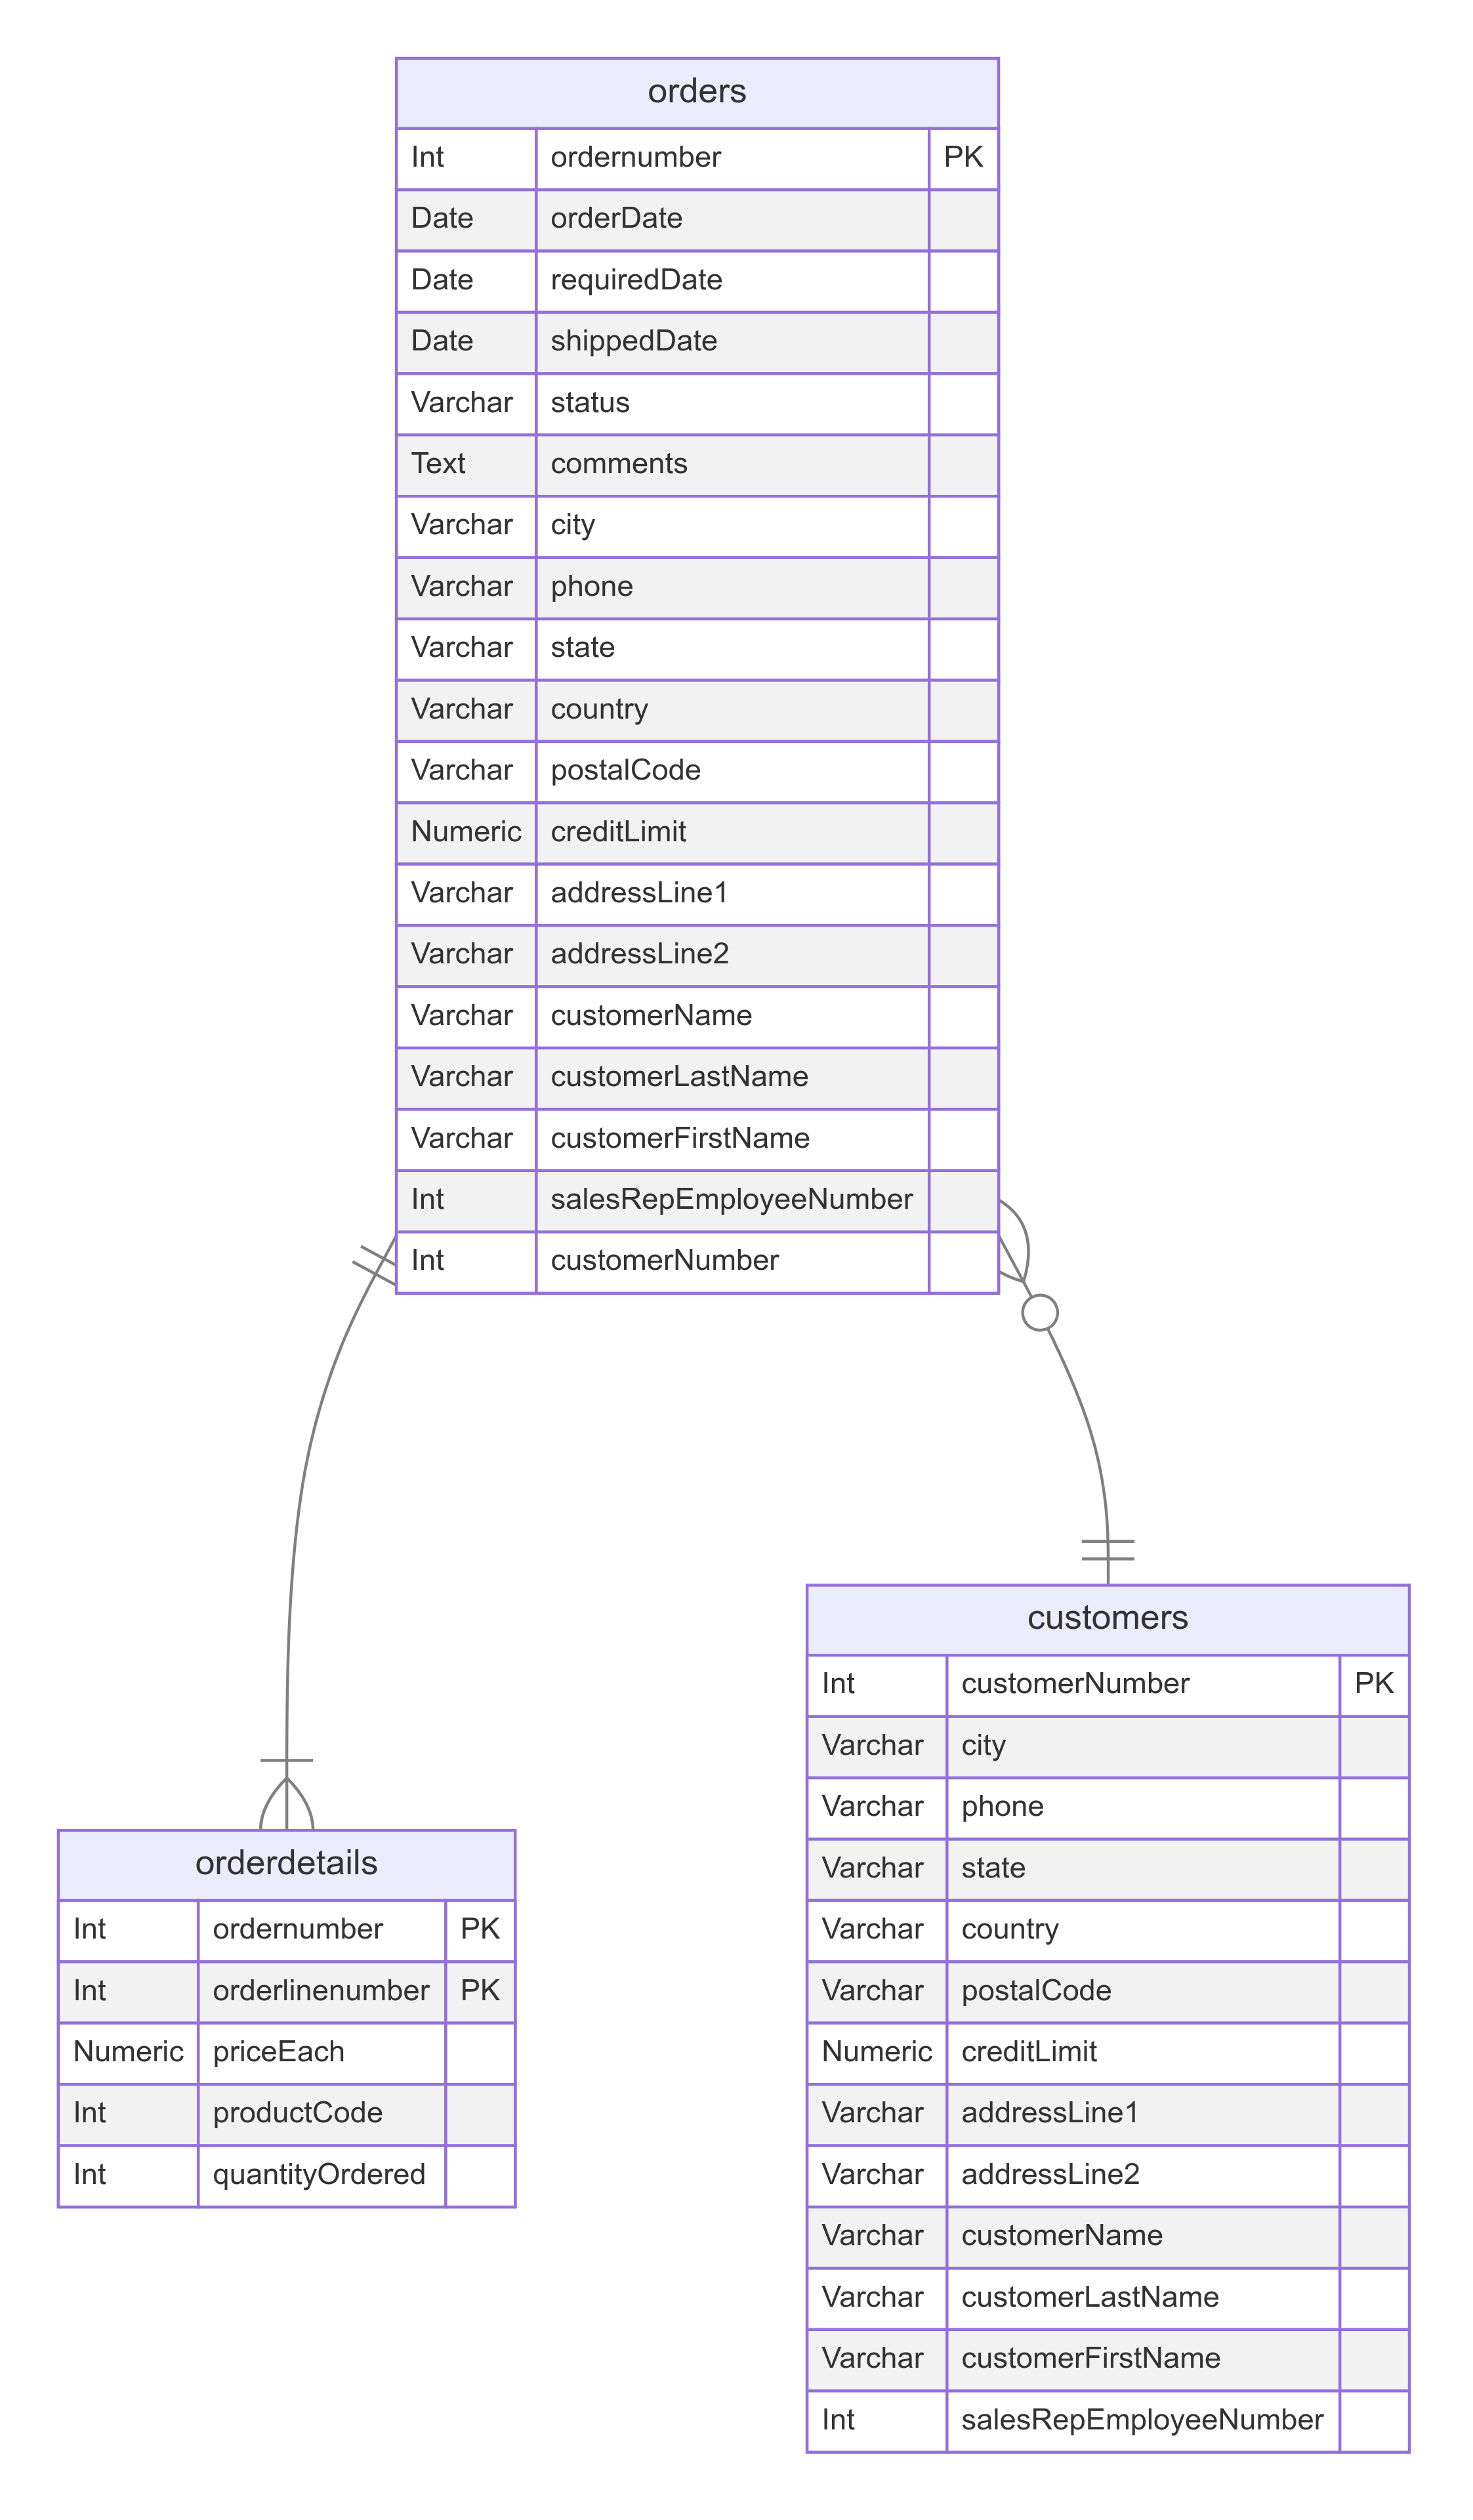 orders
Int ordernumber PK
Date orderDate
Date requiredDate
Date shippedDate
Varchar status
Text comments
Varchar city
Varchar phone
Varchar state
Varchar country
Varchar postalCode
Numeric creditLimit
Varchar addressLine1
Varchar addressLine2
Varchar customerName
Varchar customerLastName
Varchar customerFirstName
Int salesRepEmployeeNumber
Int customerNumber
customers
Int customerNumber PK
Varchar city
Varchar phone
Varchar state
Varchar country
Varchar postalCode
Numeric creditLimit
Varchar addressLine1
Varchar addressLine2
Varchar customerName
Varchar customerLastName
Varchar customerFirstName
Int salesRepEmployeeNumber
orderdetails
Int ordernumber PK
Int orderlinenumber PK
Numeric priceEach
Int productCode
Int quantityOrdered